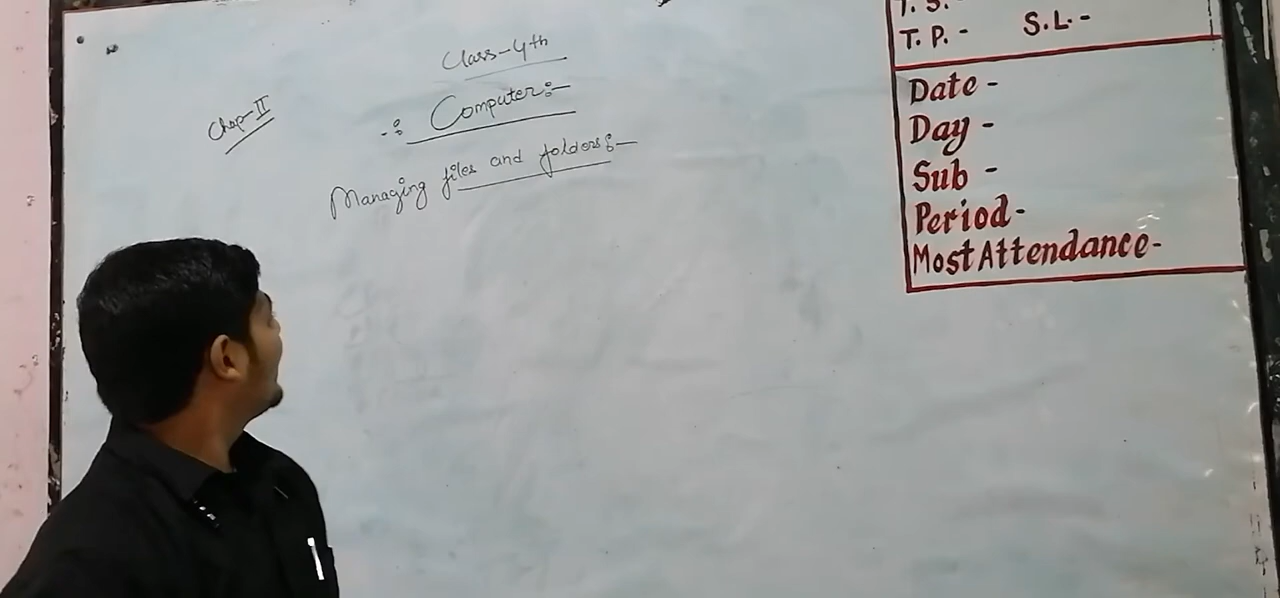 Class-4th
Chap-II
-: Computer:-
Managing files and folders:-
T. S. -
T. P. - S.L.-
Date -
Day -
Sub -
Period-
Most Attendance-